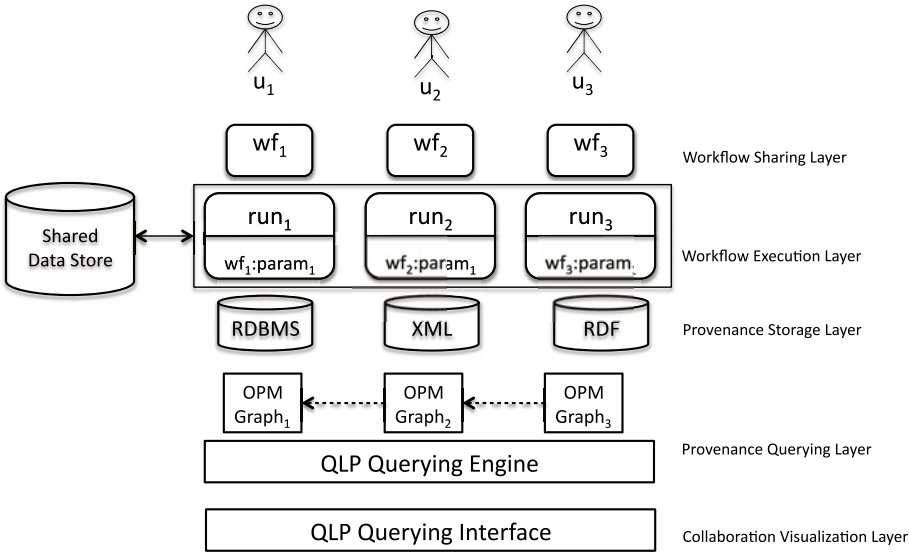 u1
u2
u3
wf1
wf2
wf3
Workflow Sharing Layer
Shared
Data Store
run1
run2
run3
wf1:param1
wf2:param1
wf3:param
Workflow Execution Layer
RDBMS
XML
RDF
Provenance Storage Layer
OPM
Graph1
OPM
Graph2
OPM
Graph3
Provenance Querying Layer
QLP Querying Engine
QLP Querying Interface
Collaboration Visualization Layer